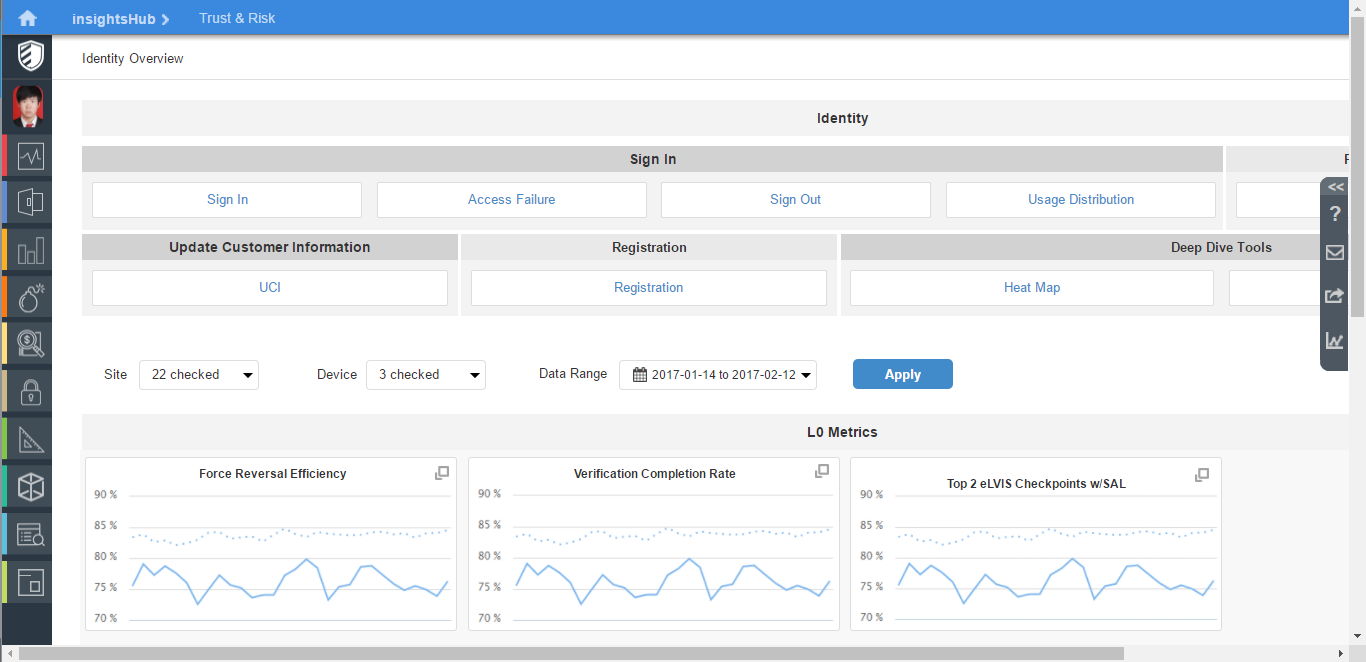 insightsHub Trust & Risk
Identity Overview
Identity
Sign In
Sign In Access Failure Sign Out Usage Distribution
<<
?
Update Customer Information Registration Deep Dive Tools
UCI Registration Heat Map
Site 22 checked Device 3 checked Data Range 2017-01-14 to 2017-02-12 Apply
L0 Metrics
Force Reversal Efficiency
90 %
85 %
80 %
75 %
70 %
Verification Completion Rate
90 %
85 %
80 %
75 %
70 %
Top 2 eLVIS Checkpoints w/SAL
90 %
85 %
80 %
75 %
70 %